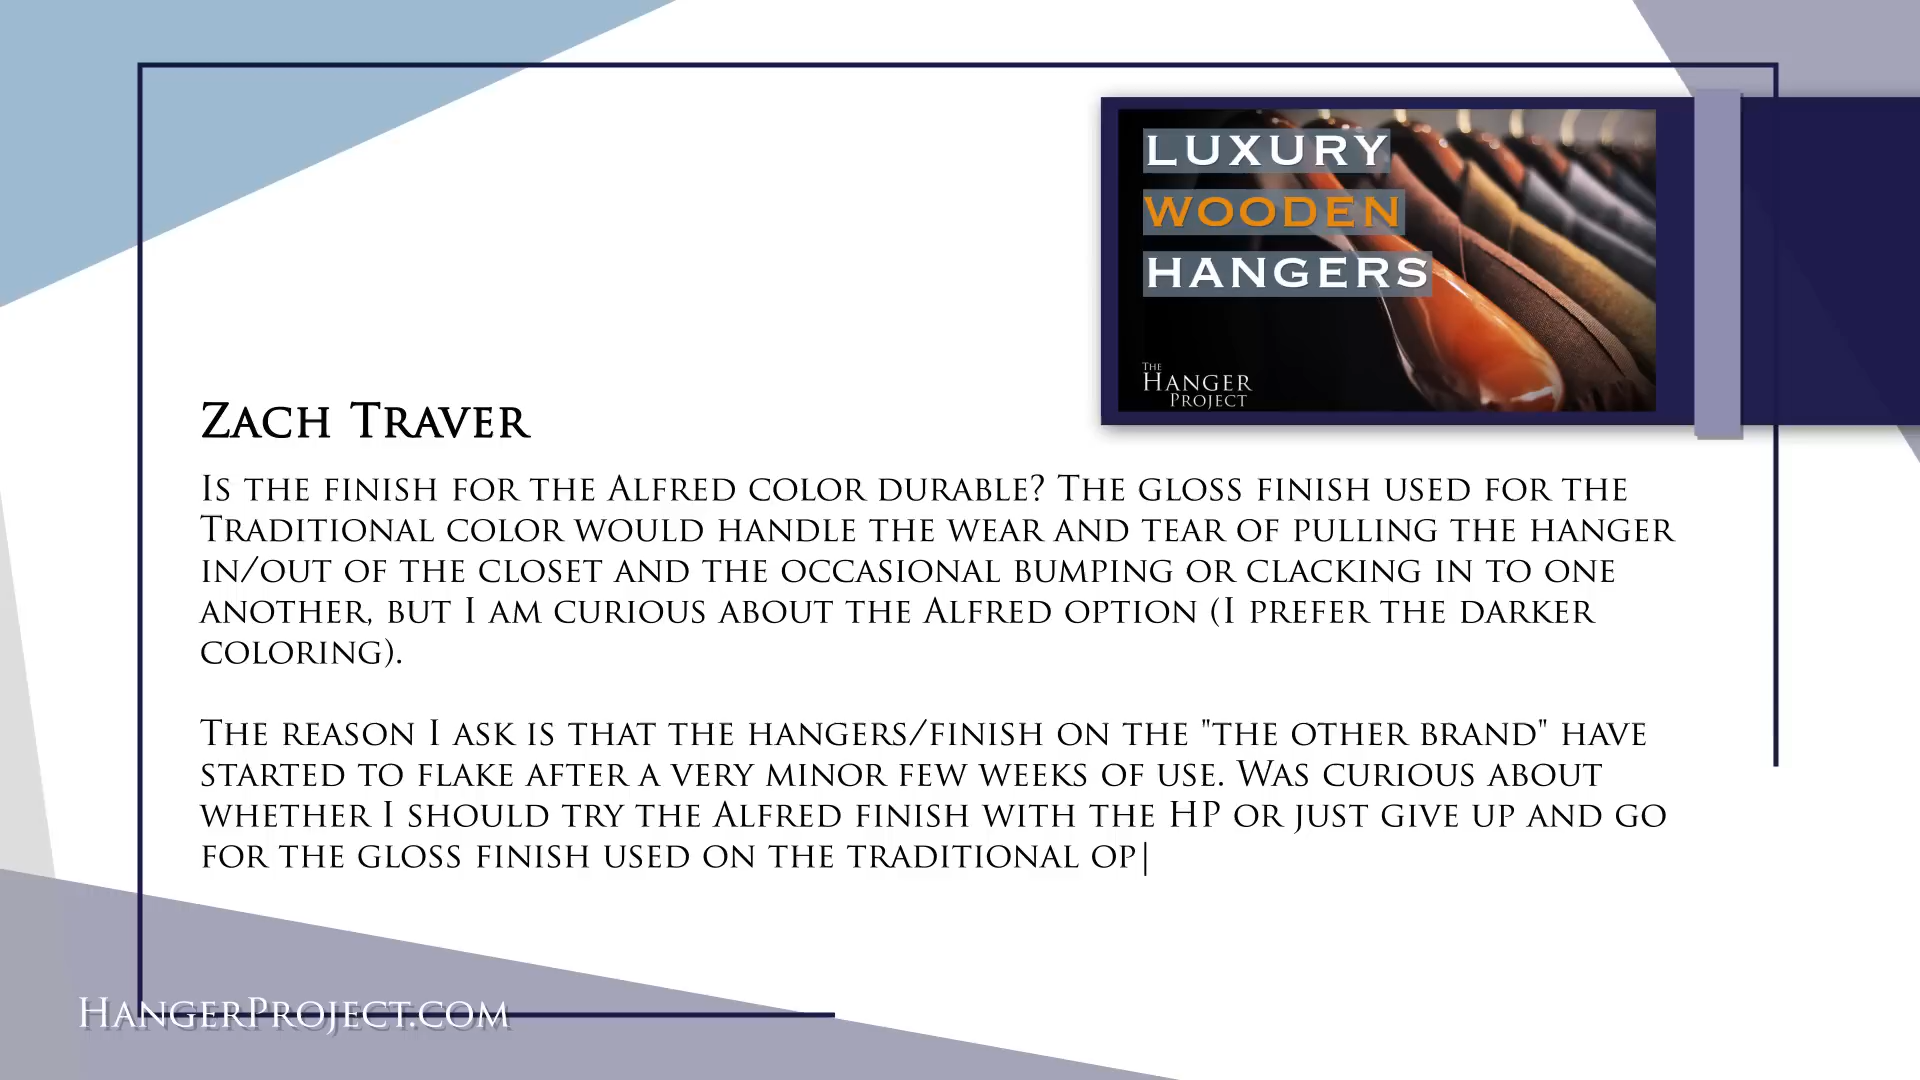 LUXURY
WOODEN
HANGERS
THE
HANGER
PROJECT
ZACH TRAVER
IS THE FINISH FOR THE ALFRED COLOR DURABLE? THE GLOSS FINISH USED FOR THE
TRADITIONAL COLOR WOULD HANDLE THE WEAR AND TEAR OF PULLING THE HANGER
IN/OUT OF THE CLOSET AND THE OCCASIONAL BUMPING OR CLACKING IN TO ONE
ANOTHER, BUT I AM CURIOUS ABOUT THE ALFRED OPTION (I PREFER THE DARKER
COLORING).
THE REASON I ASK IS THAT THE HANGERS/FINISH ON THE "THE OTHER BRAND" HAVE
STARTED TO FLAKE AFTER A VERY MINOR FEW WEEKS OF USE. WAS CURIOUS ABOUT
WHETHER I SHOULD TRY THE ALFRED FINISH WITH THE HP OR JUST GIVE UP AND GO
FOR THE GLOSS FINISH USED ON THE TRADITIONAL OP|
HANGERPROJECT.COM